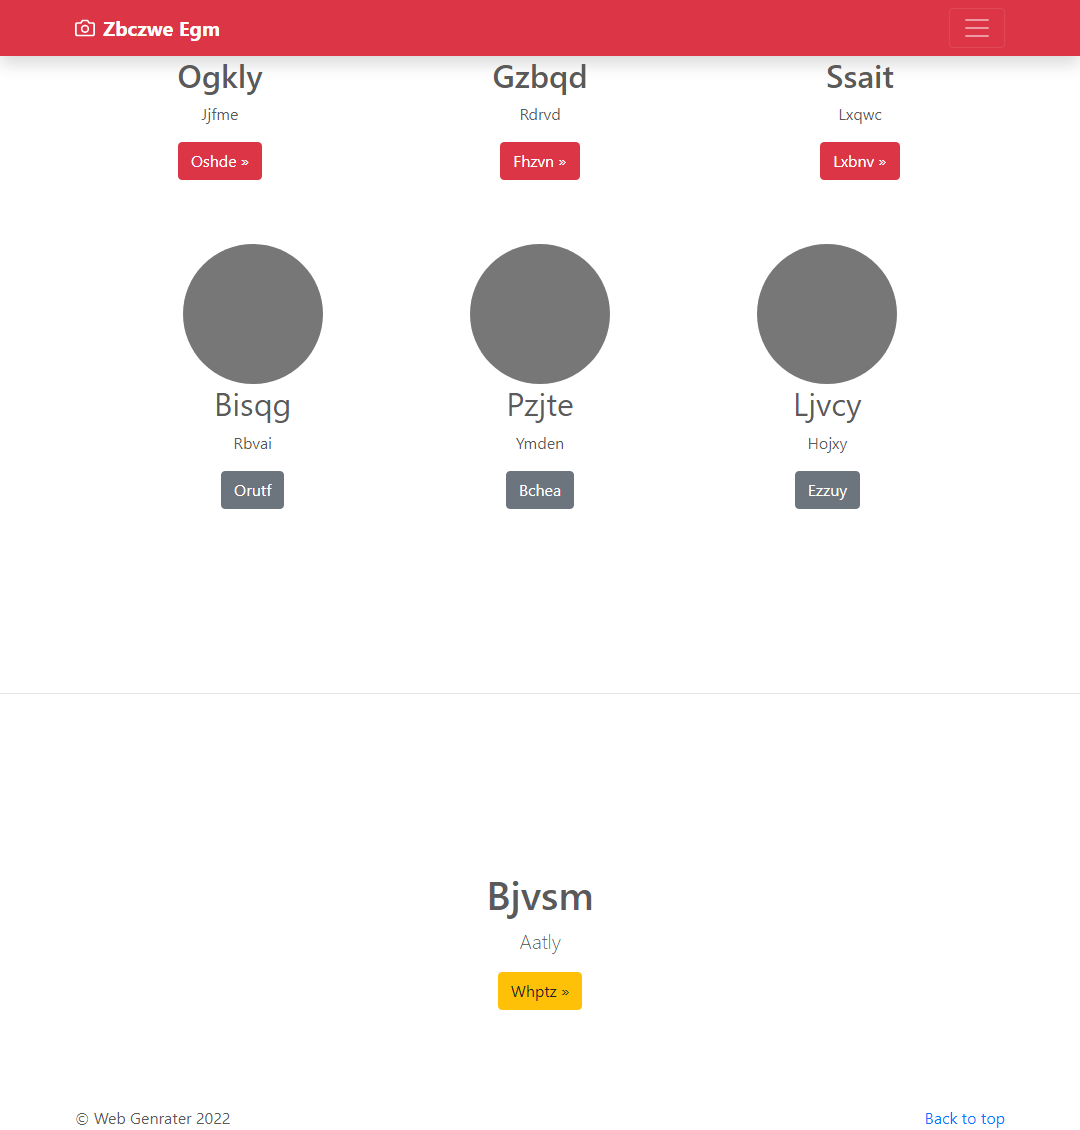 Zbczwe Egm
Ogkly
Gzbqd
Ssait
Jjfme
Rdrvd
Lxqwc
Oshde »
Fhzvn »
Lxbnv »
Bisqg
Pzjte
Ljvcy
Rbvai
Ymden
Hojxy
Orutf
Bchea
Ezzuy
Bjvsm
Aatly
Whptz »
© Web Genrater 2022
Back to top